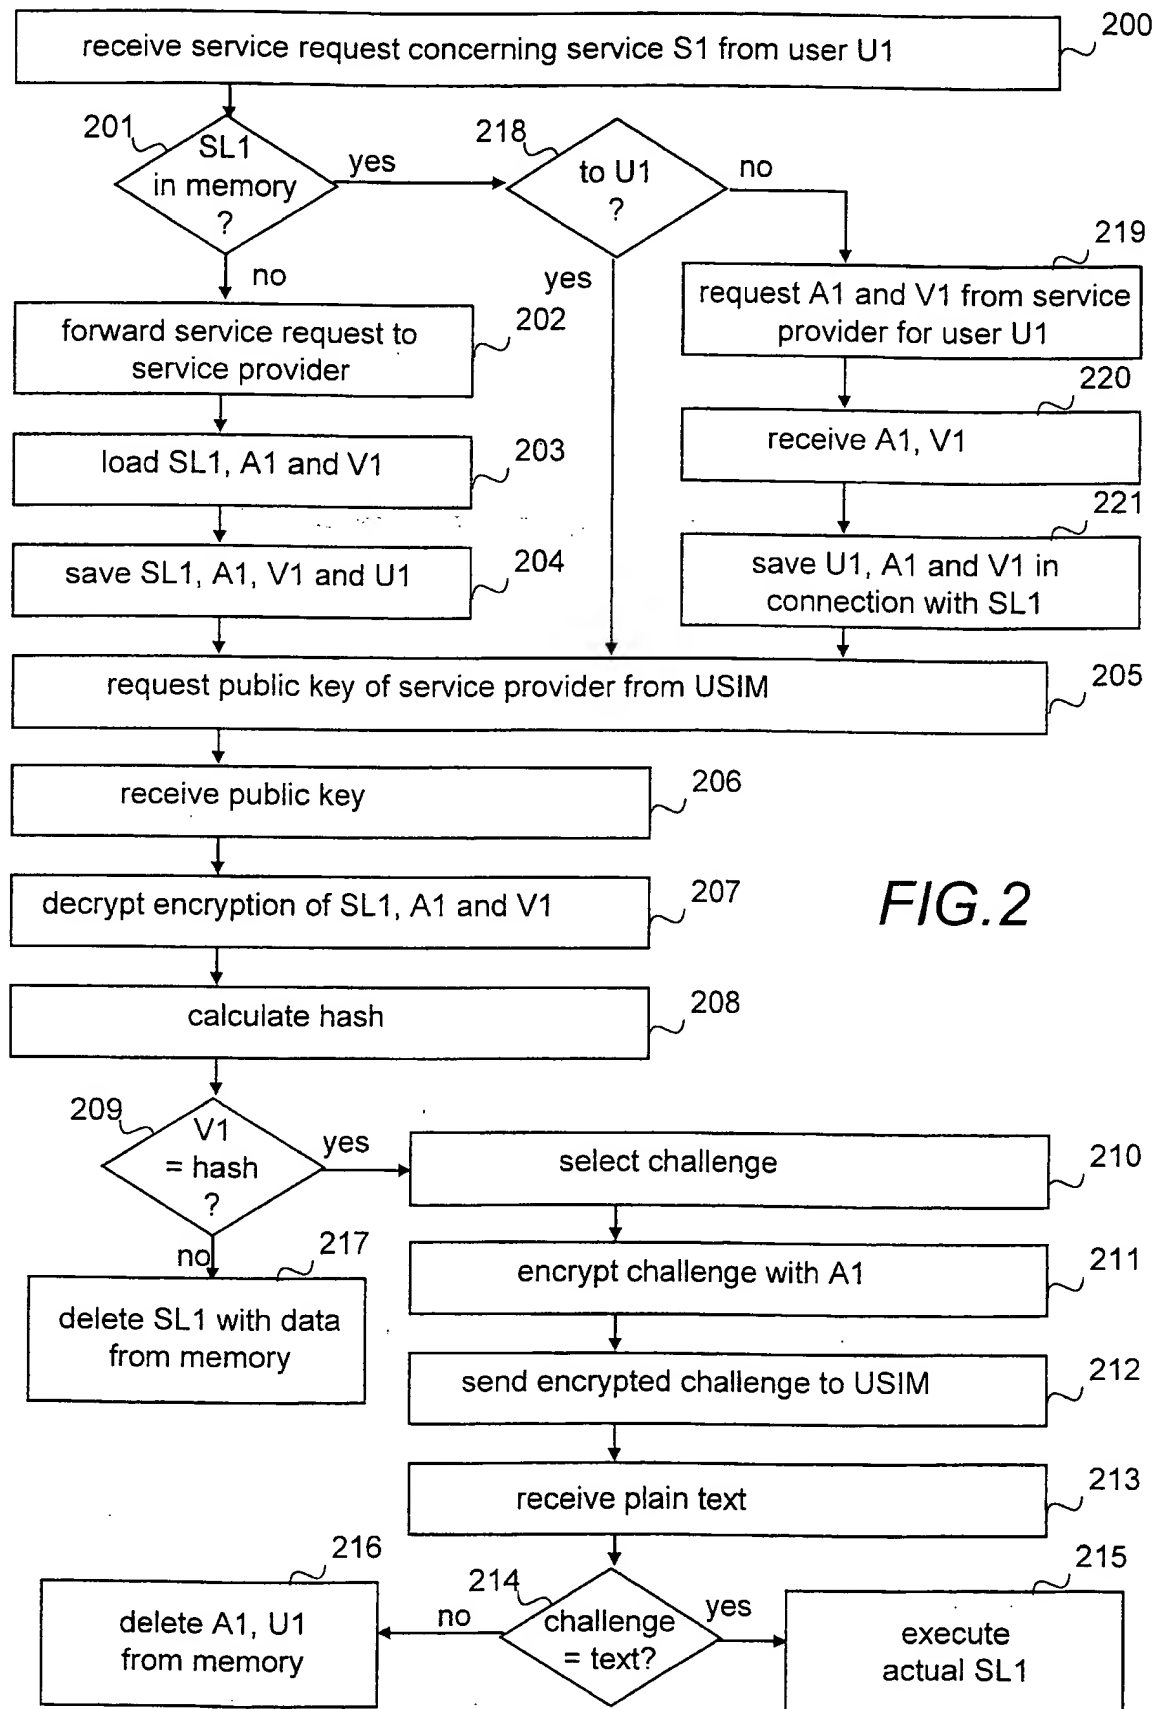 receive service request concerning service S1 from user U1
200
201
SL1
in memory
?
yes
218
to U1
?
no
no
yes
219
request A1 and V1 from service
provider for user U1
forward service request to
service provider
202
220
receive A1, V1
load SL1, A1 and V1
203
221
save U1, A1 and V1 in
connection with SL1
save SL1, A1, V1 and U1
204
request public key of service provider from USIM
205
receive public key
206
decrypt encryption of SL1, A1 and V1
207
FIG.2
calculate hash
208
209
V1
= hash
?
yes
select challenge
210
no
217
delete SL1 with data
from memory
encrypt challenge with A1
211
send encrypted challenge to USIM
212
receive plain text
213
216
delete A1, U1
from memory
no
214
challenge
= text?
yes
215
execute
actual SL1